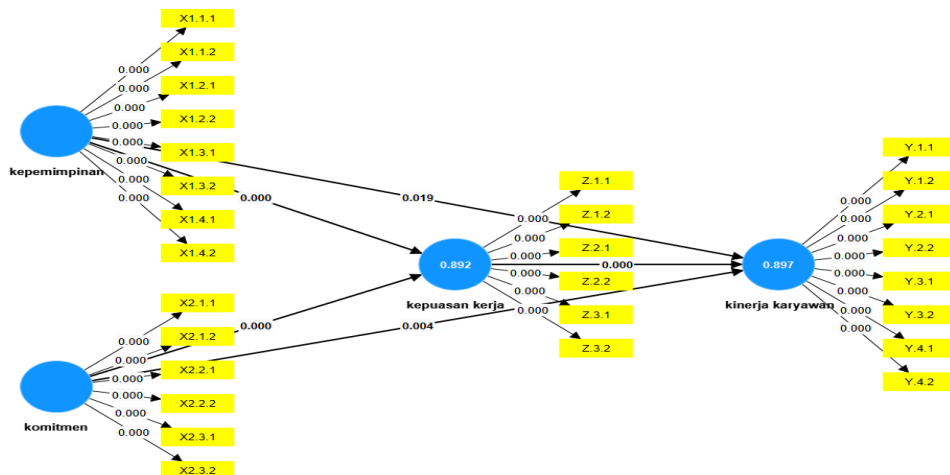 X1.1.1
X1.1.2
0.000
0.000
X1.2.1
0.000
X1.2.2
0.000
0.000
X1.3.1
kepemimpinan
0.000
X1.3.2
0.000
0.000
X1.4.1
X1.4.2
0.000
0.019
Z.1.1
Z.1.2
0.000
0.000
Z.2.1
0.000
0.892
0.000
Z.2.2
kepuasan kerja
0.000
Z.3.1
0.000
Z.3.2
0.000
Y.1.1
Y.1.2
0.000
0.000
Y.2.1
0.000
Y.2.2
0.897
0.000
Y.3.1
kinerja karyawan
0.000
Y.3.2
0.000
0.000
Y.4.1
0.000
Y.4.2
X2.1.1
0.000
0.004
X2.1.2
0.000
0.000
X2.2.1
0.000
X2.2.2
0.000
komitmen
0.000
X2.3.1
0.000
X2.3.2